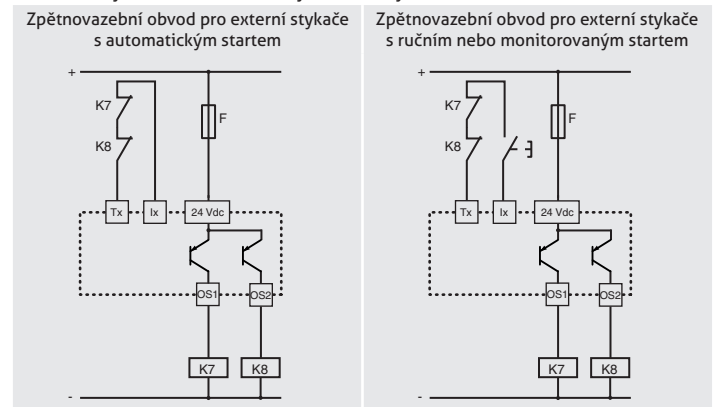 Zpětnovazební obvod pro externí stykače
s automatickým startem
+
K7
K8
F
Tx
Ix
24 Vdc
OS1
OS2
K7
K8
-
Zpětnovazební obvod pro externí stykače
s ručním nebo monitorovaným startem
+
K7
K8
F
Tx
Ix
24 Vdc
OS1
OS2
K7
K8
-